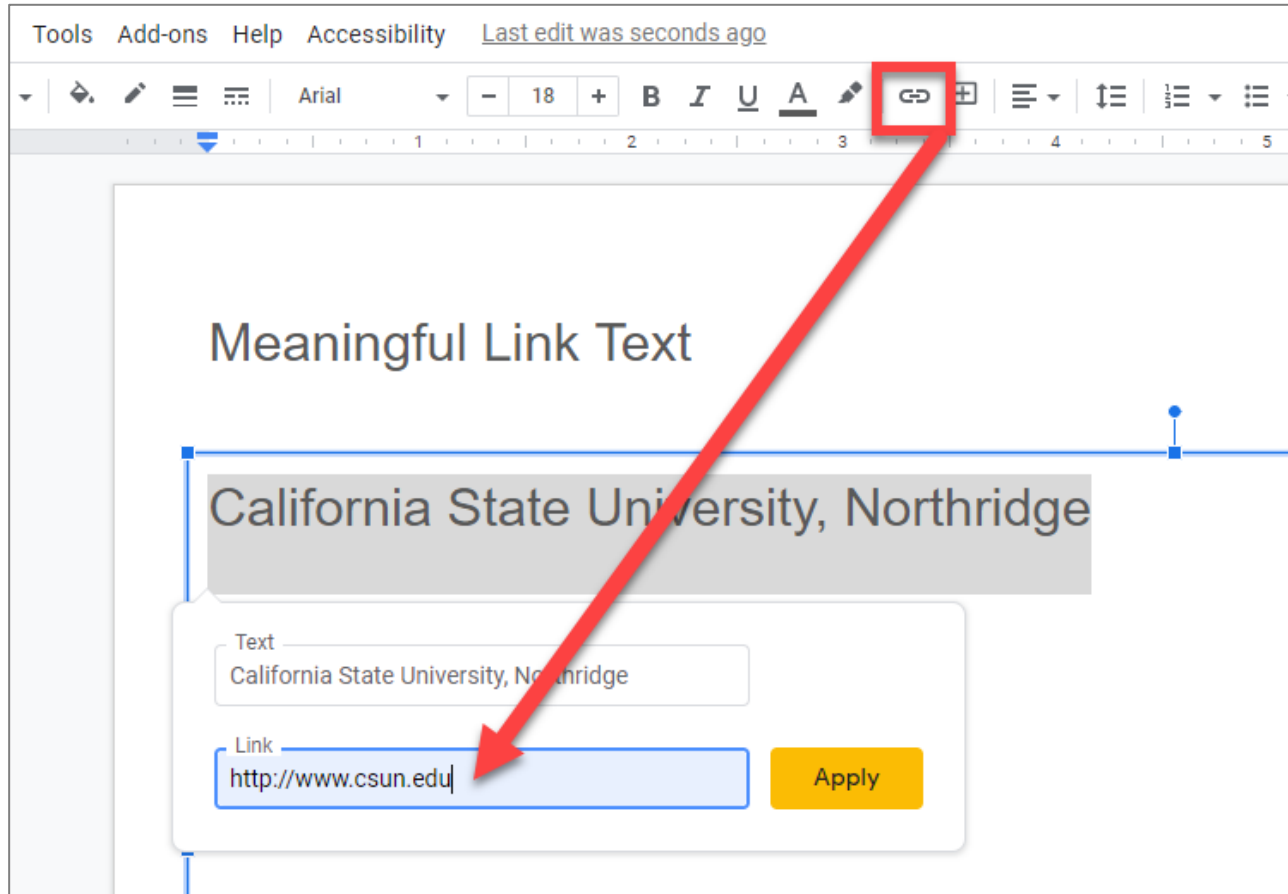 Tools Add-ons Help Accessibility Last edit was seconds ago
Arial − 18 + B I U A
1 2 3 4 5
Meaningful Link Text
California State University, Northridge
Text
California State University, Northridge
Link
http://www.csun.edu Apply